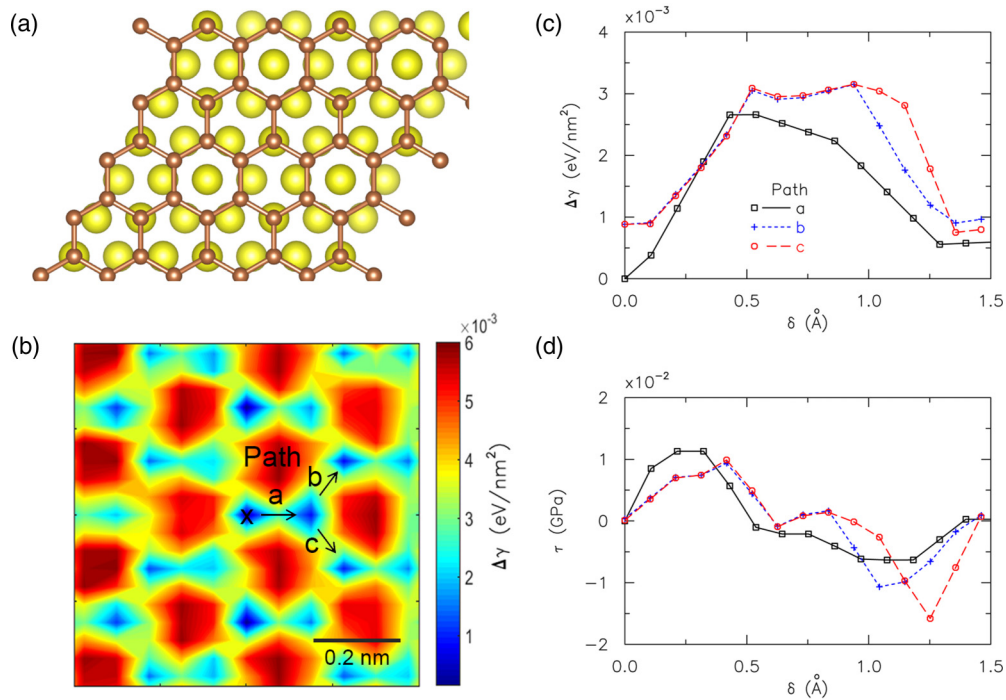 (a)
(b)
×10⁻³
6
5
4
3
2
1
Δγ (eV/nm²)
Path
b
a
x
c
0.2 nm
(c)
×10⁻³
4
3
2
1
0
Δγ (eV/nm²)
Path
a
b
c
0.0 0.5 1.0 1.5
δ (Å)
(d)
×10⁻²
2
1
0
−1
−2
τ (GPa)
0.0 0.5 1.0 1.5
δ (Å)